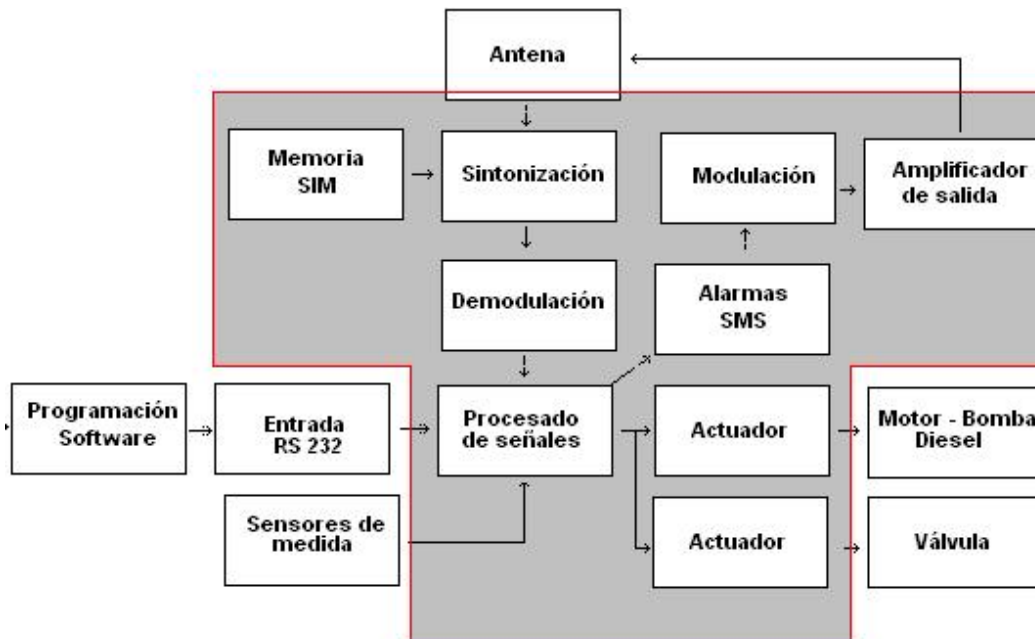 Antena
Memoria
SIM
Sintonización
Modulación
Amplificador
de salida
Demodulación
Alarmas
SMS
Programación
Software
Entrada
RS 232
Procesado
de señales
Actuador
Motor - Bomba
Diesel
Sensores de
medida
Actuador
Válvula